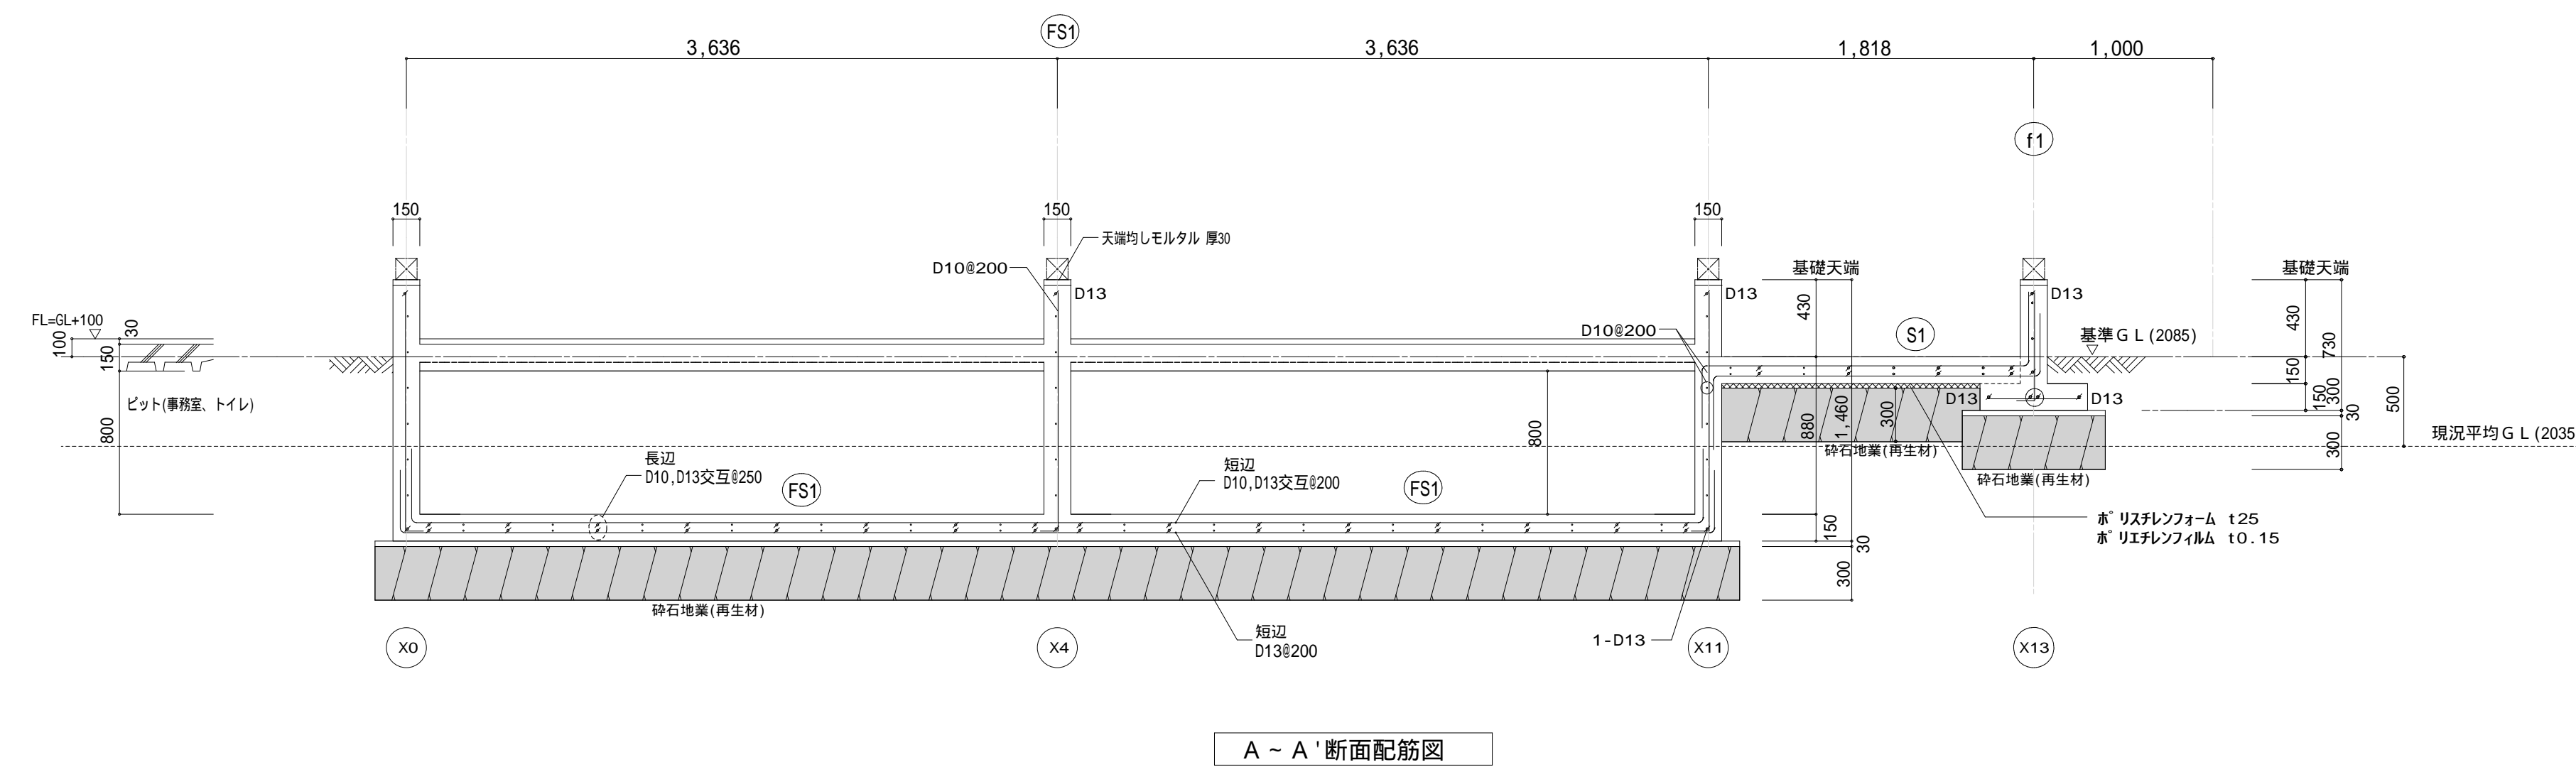 FS1
3,636
3,636
1,818
1,000
f1
150
150
150
天端均しモルタル 厚30
D10@200
基礎天端
基礎天端
D13
D13
D13
430
430
FL=GL+100
30
100
150
D10@200
S1
基準ＧＬ(2085)
730
150
150
300
30
500
ピット(事務室、トイレ)
800
D13
D13
300
880
1,460
800
現況平均ＧＬ(2035
300
砕石地業(再生材)
砕石地業(再生材)
長辺
D10,D13交互@250
FS1
短辺
D10,D13交互@200
FS1
ポリスチレンフォーム t25
ポリエチレンフィルム t0.15
150
30
300
砕石地業(再生材)
短辺
D13@200
1-D13
X0
X4
X11
X13
Ａ～Ａ'断面配筋図